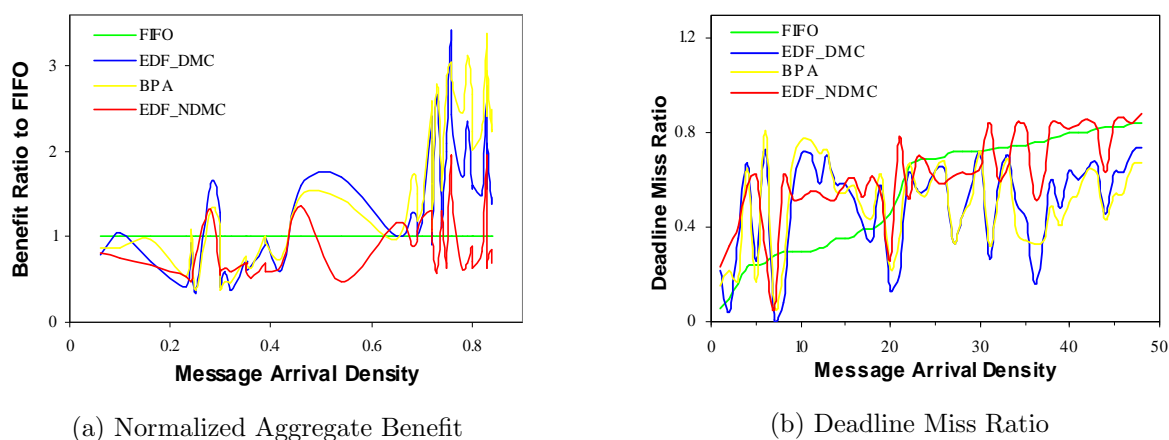 FIFO
EDF_DMC
BPA
EDF_NDMC
Benefit Ratio to FIFO
3
2
1
0
0 0.2 0.4 0.6 0.8
Message Arrival Density
(a) Normalized Aggregate Benefit
FIFO
EDF_DMC
BPA
EDF_NDMC
Deadline Miss Ratio
1.2
0.8
0.4
0
0 10 20 30 40 50
Message Arrival Density
(b) Deadline Miss Ratio